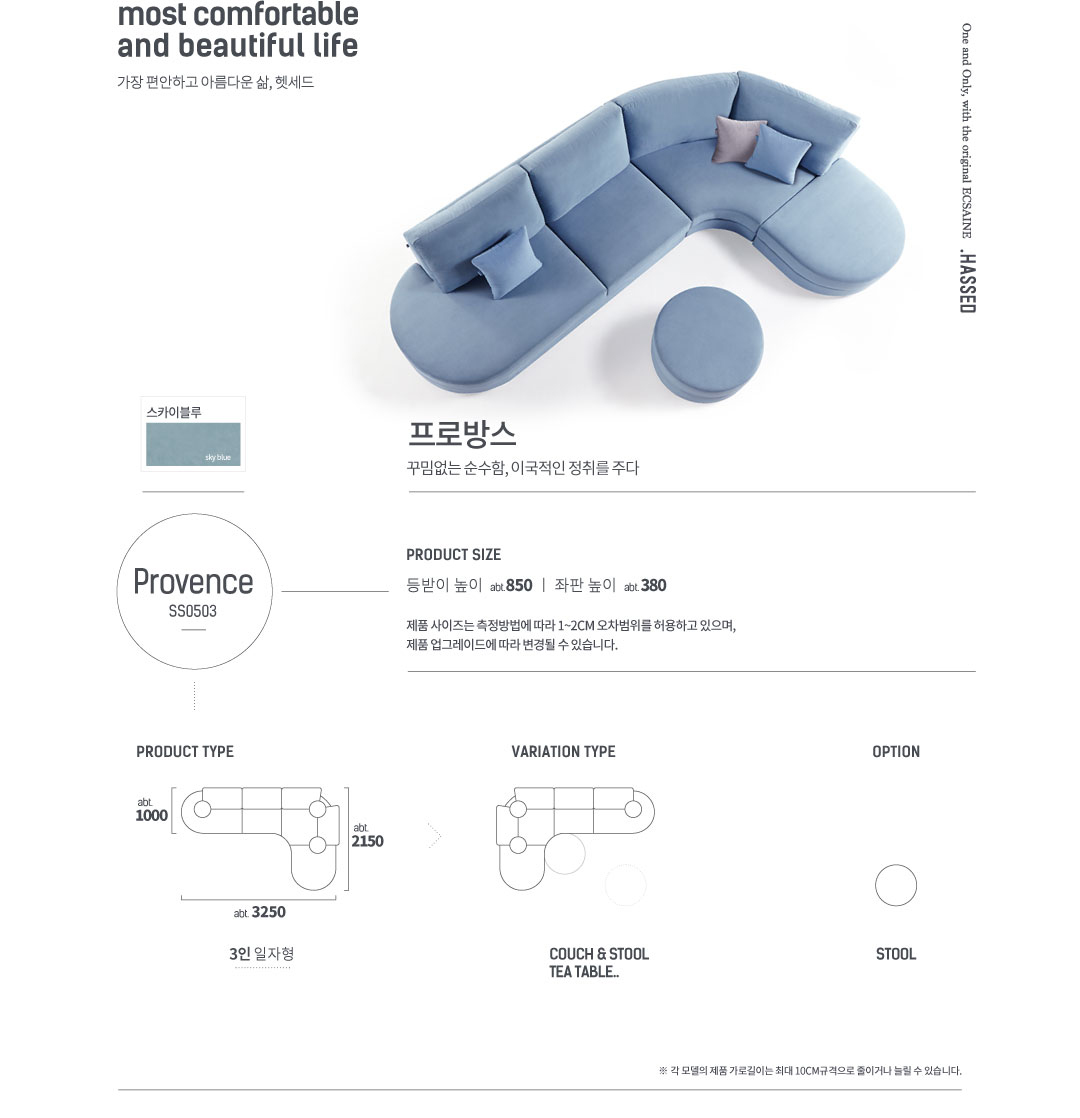 most comfortable
and beautiful life
가장 편안하고 아름다운 삶, 헷세드
One and Only, with the original ECSAINE .HASSED
스카이블루
sky blue
프로방스
꾸밈없는 순수함, 이국적인 정취를 주다
Provence
SS0503
PRODUCT SIZE
등받이 높이 abt.850 | 좌판 높이 abt.380
제품 사이즈는 측정방법에 따라 1~2CM 오차범위를 허용하고 있으며,
제품 업그레이드에 따라 변경될 수 있습니다.
PRODUCT TYPE
abt.
1000
abt.
2150
abt. 3250
3인 일자형
VARIATION TYPE
COUCH & STOOL
TEA TABLE..
OPTION
STOOL
※ 각 모델의 제품 가로길이는 최대 10CM규격으로 줄이거나 늘릴 수 있습니다.